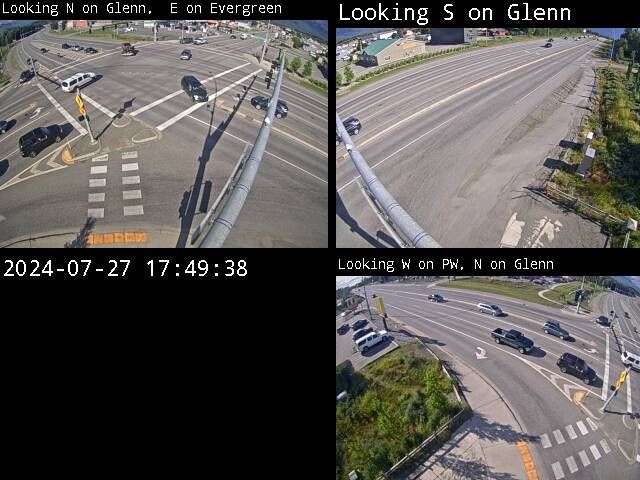 Looking N on Glenn,  E on Evergreen
Looking S on Glenn
2024-07-27 17:49:38
Looking W on PW, N on Glenn